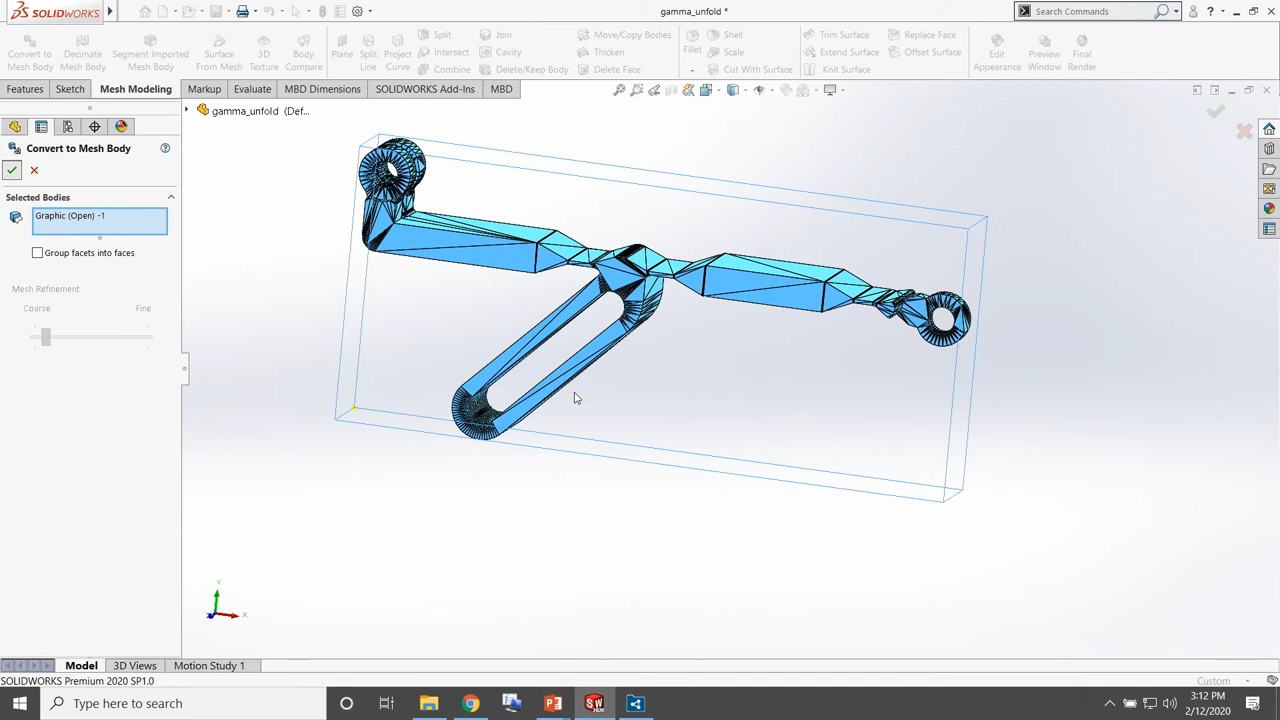 SOLIDWORKS
gamma_unfold *
Search Commands
Convert to Mesh Body
Decimate Mesh Body
Segment Imported Mesh Body
Surface From Mesh
3D Texture
Body Compare
Plane
Split Line
Project Curve
Split
Intersect
Combine
Join
Cavity
Delete/Keep Body
Move/Copy Bodies
Thicken
Delete Face
Fillet
Shell
Scale
Cut With Surface
Trim Surface
Extend Surface
Knit Surface
Replace Face
Offset Surface
Edit Appearance
Preview Window
Final Render
Features
Sketch
Mesh Modeling
Markup
Evaluate
MBD Dimensions
SOLIDWORKS Add-Ins
MBD
gamma_unfold (Def...
Convert to Mesh Body
Selected Bodies
Graphic (Open) -1
Group facets into faces
Mesh Refinement
Coarse Fine
Y
X
Z
Model
3D Views
Motion Study 1
SOLIDWORKS Premium 2020 SP1.0
Custom
Type here to search
3:12 PM
2/12/2020